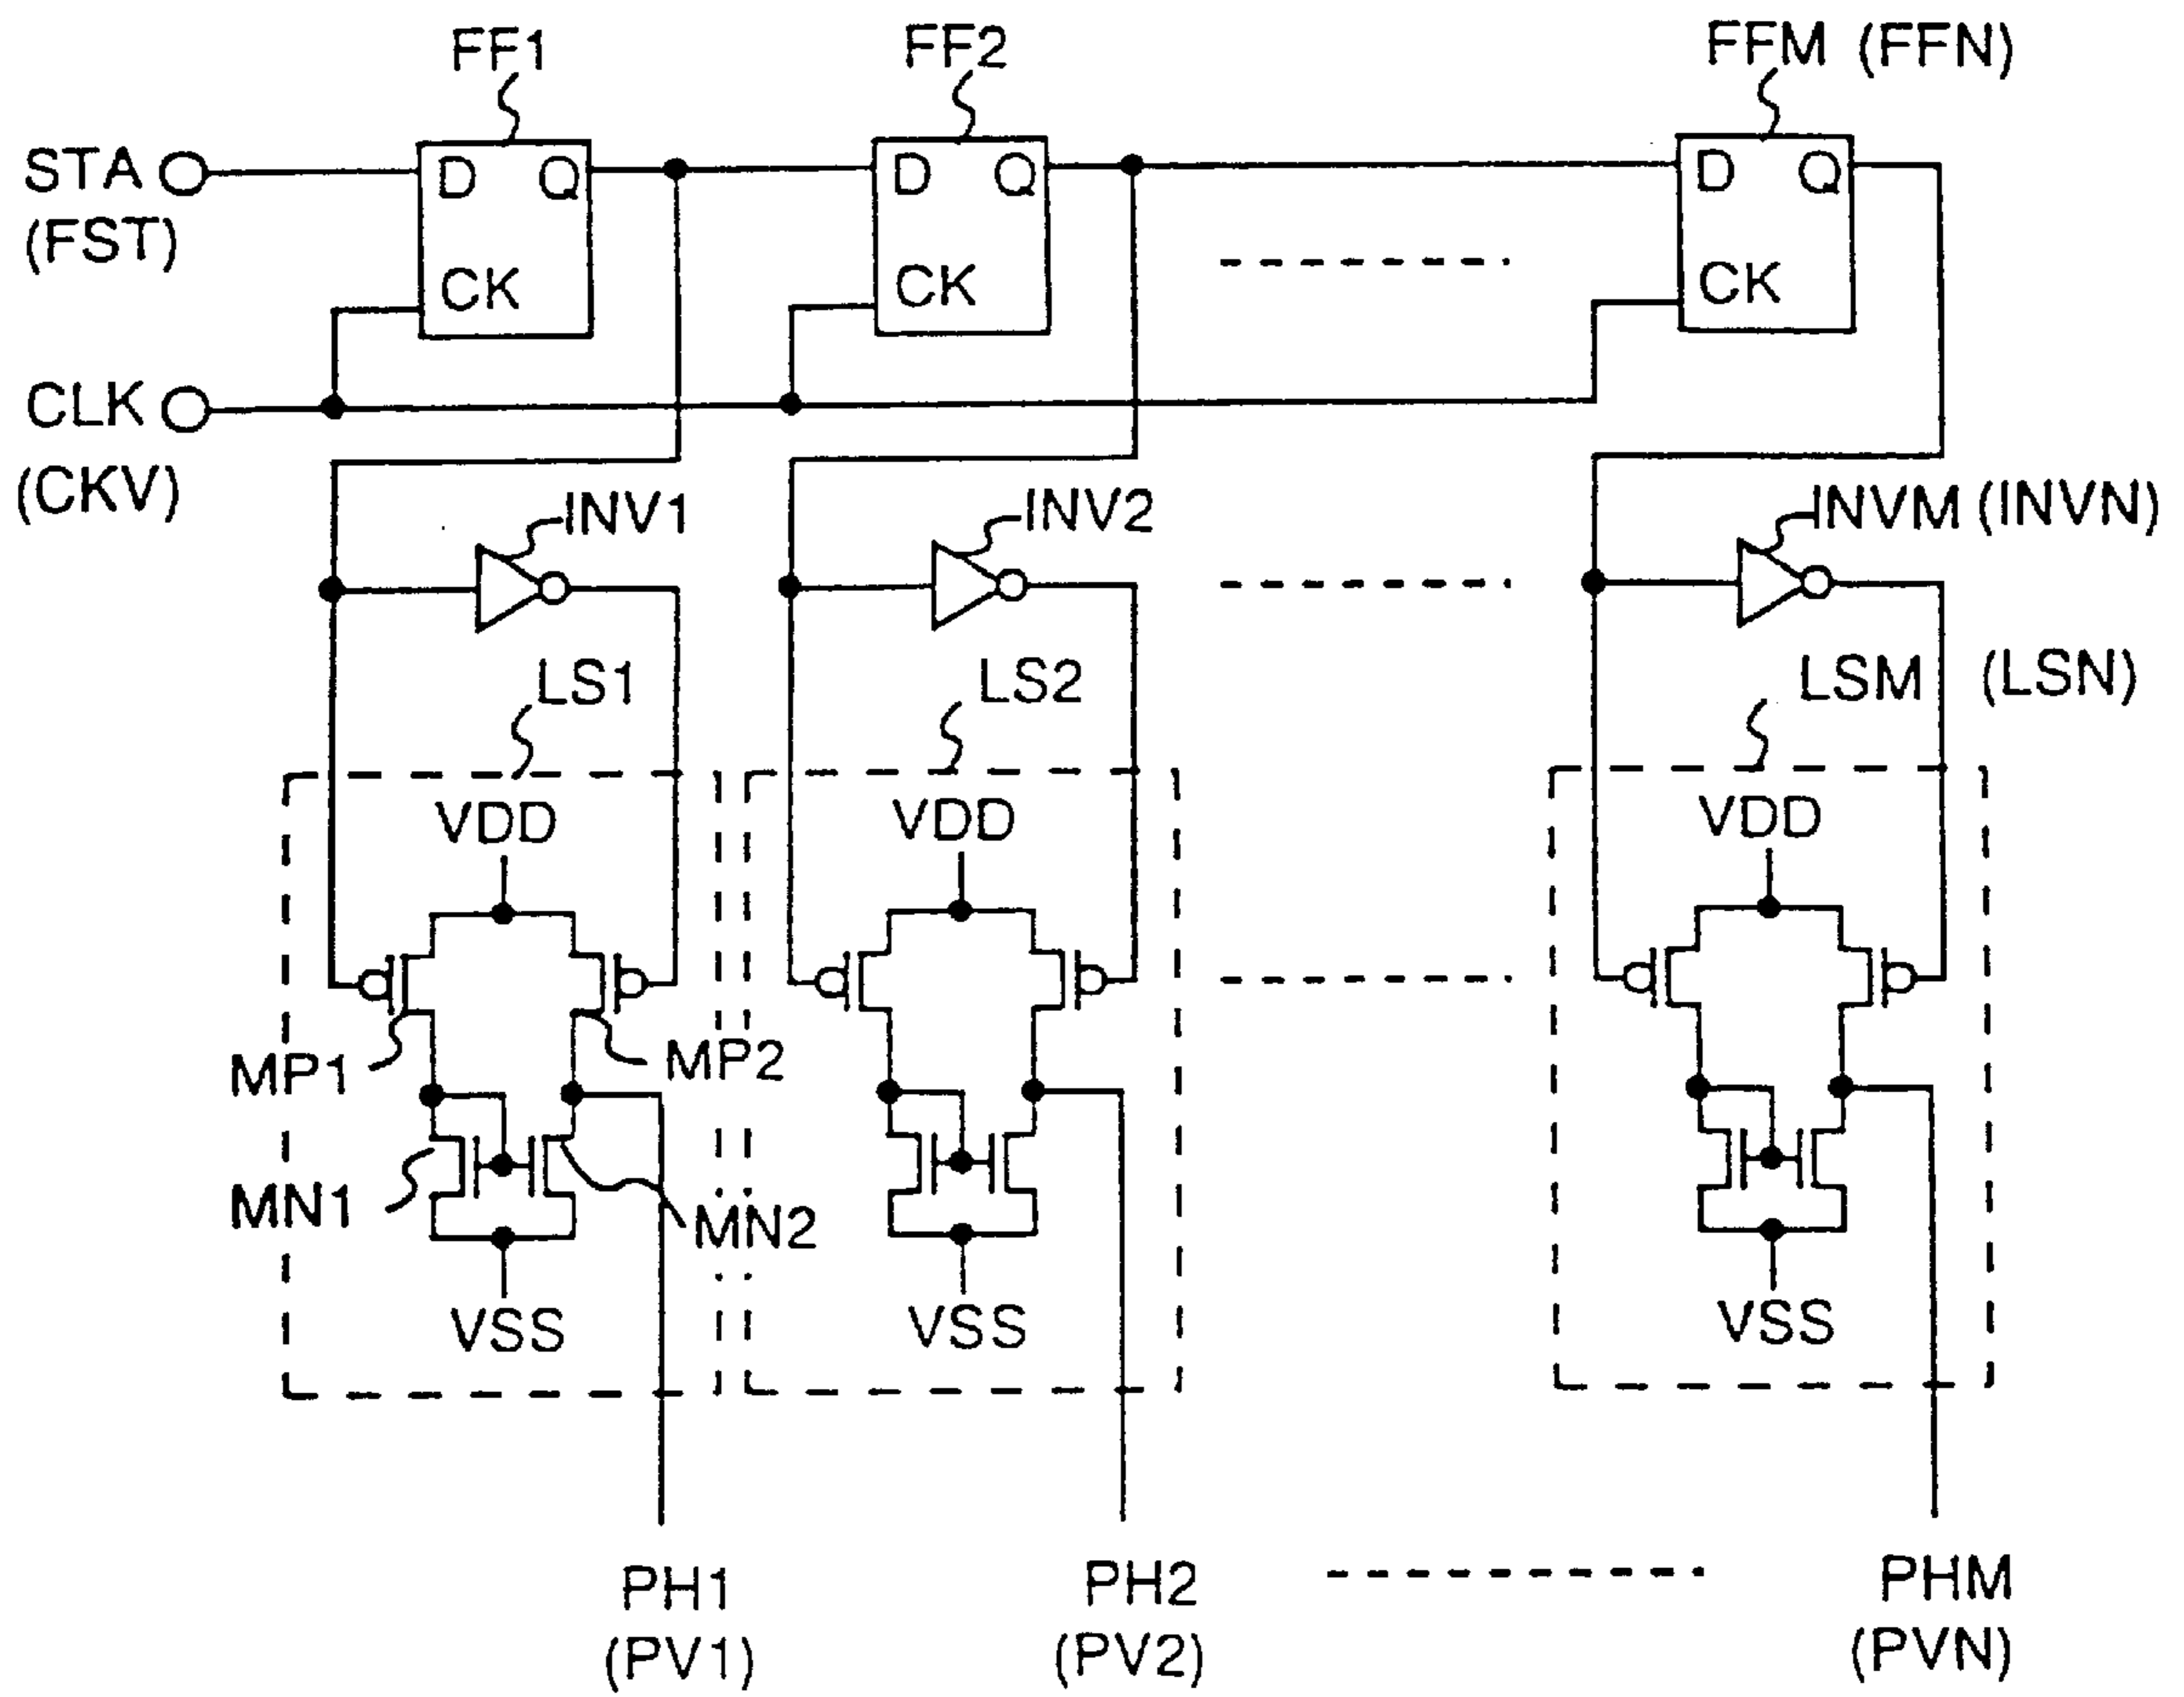 FF1
FF2
FFM (FFN)
STA
(FST)
D Q
CK
D Q
CK
D Q
CK
CLK
(CKV)
INV1
INV2
INVM (INVN)
LS1
LS2
LSM (LSN)
VDD
VDD
VDD
MP1
MP2
MN1
MN2
VSS
VSS
VSS
PH1
(PV1)
PH2
(PV2)
PHM
(PVN)